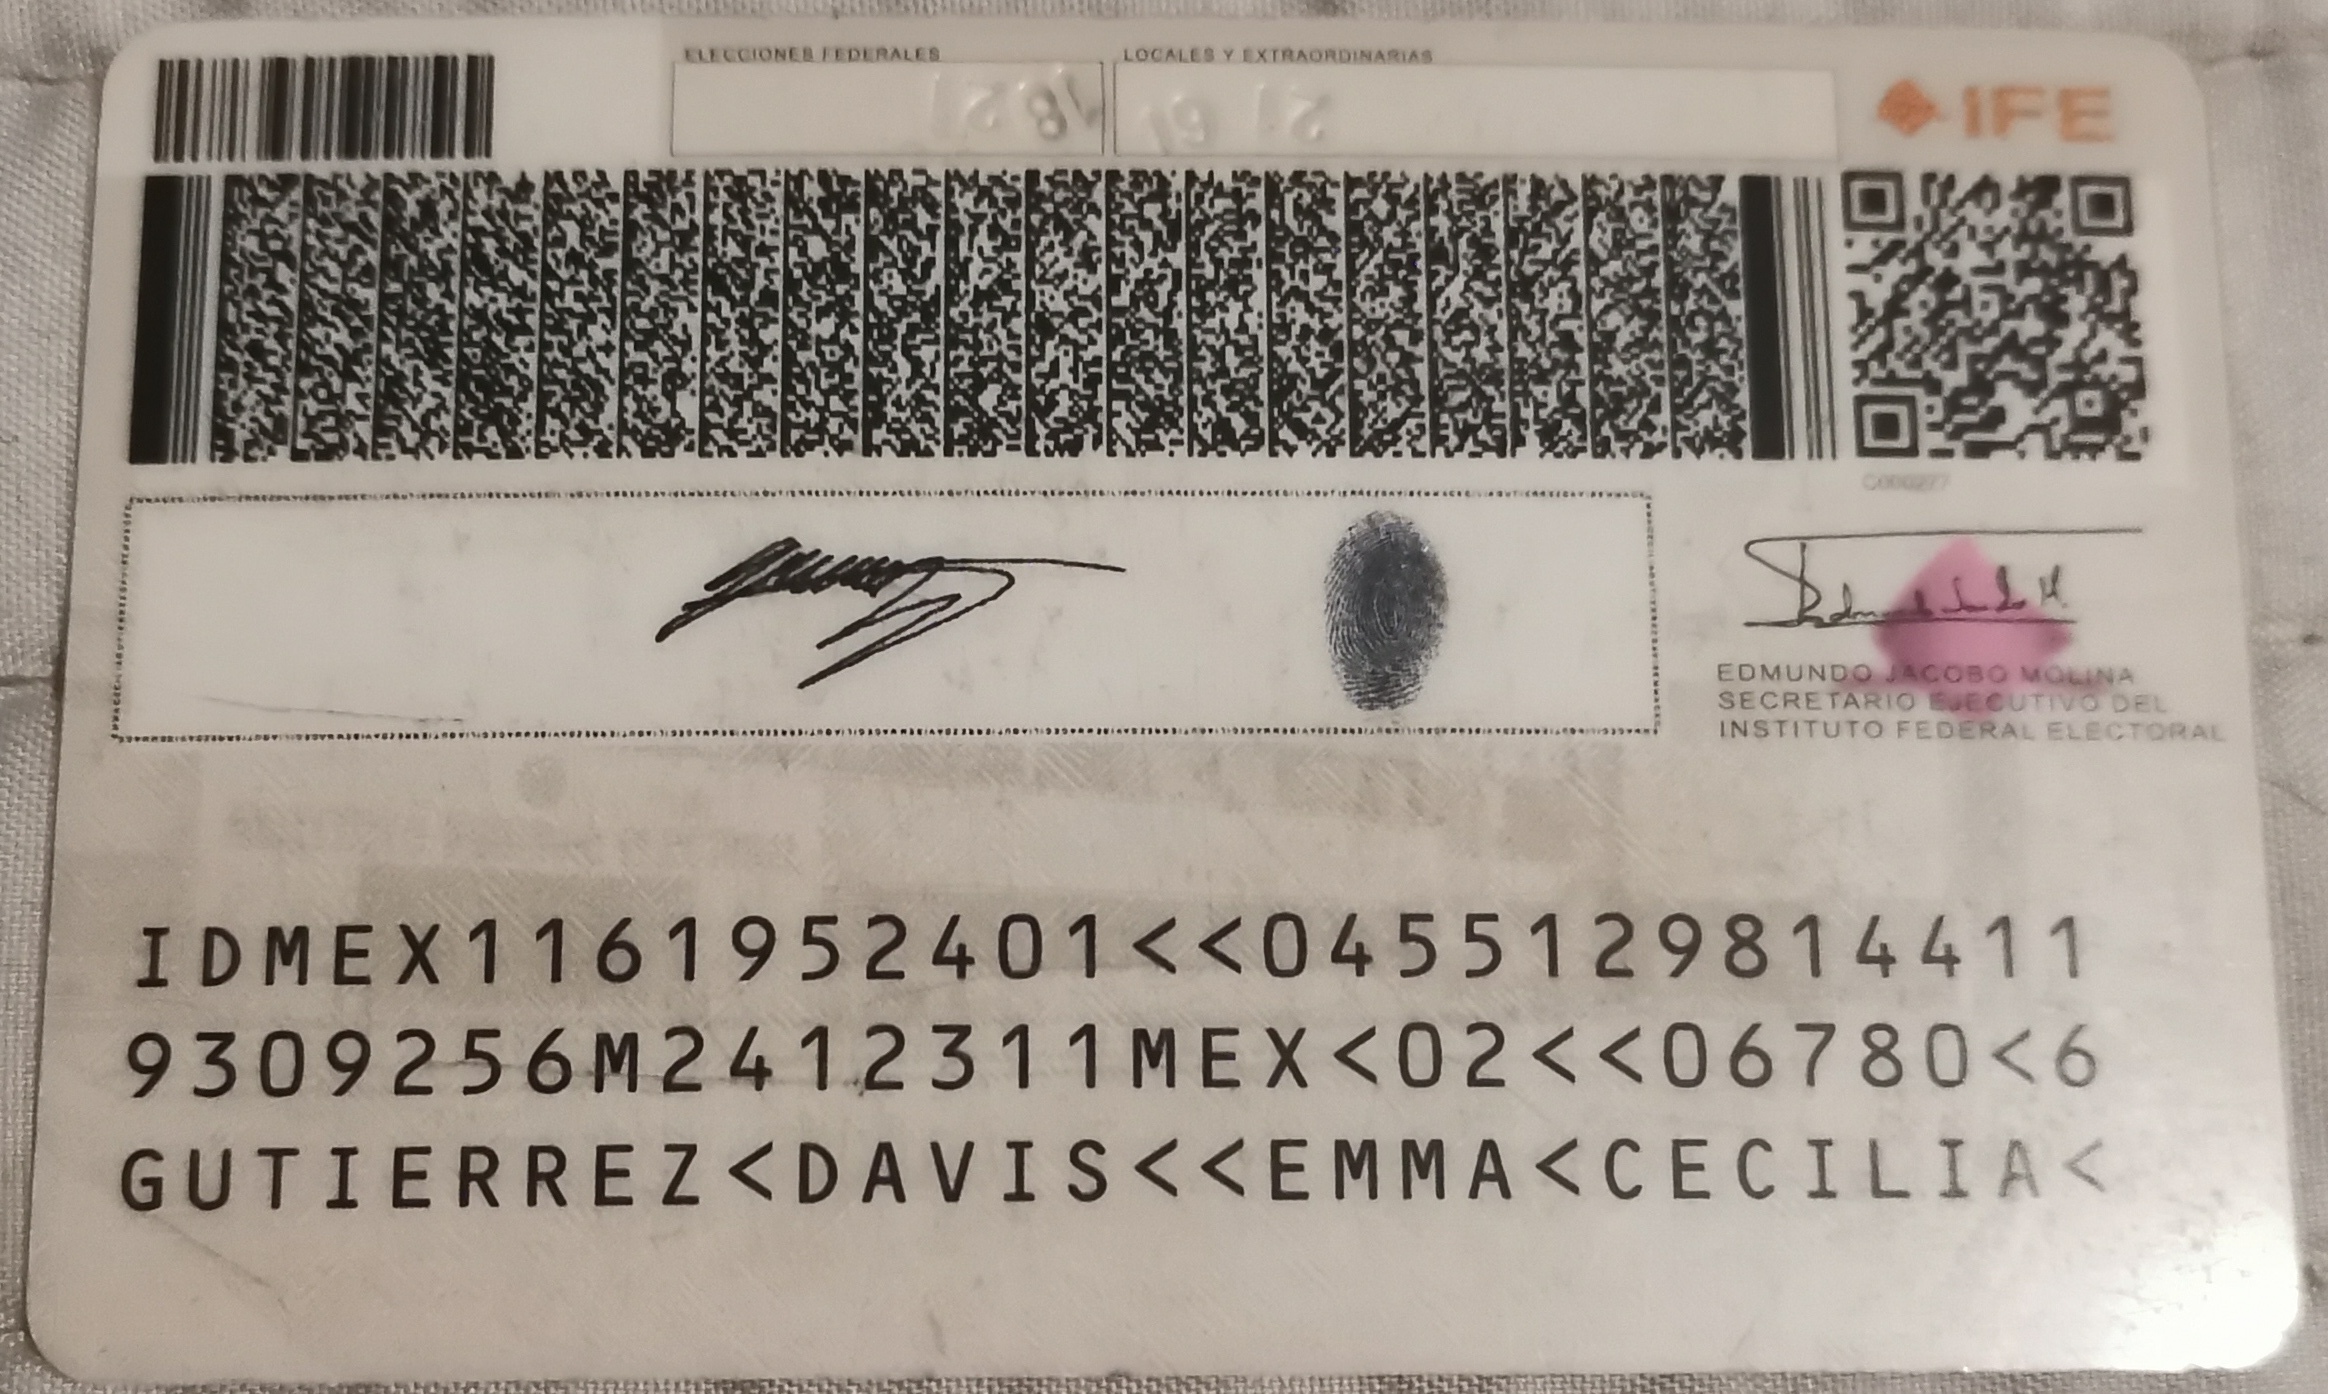 ELECCIONES FEDERALES
LOCALES Y EXTRAORDINARIAS
IFE
EDMUNDO JACOBO MOLINA
SECRETARIO EJECUTIVO DEL
INSTITUTO FEDERAL ELECTORAL
IDMEX1161952401<<0455129814411
9309256M2412311MEX<02<<06780<6
GUTIERREZ<DAVIS<<EMMA<CECILIA<